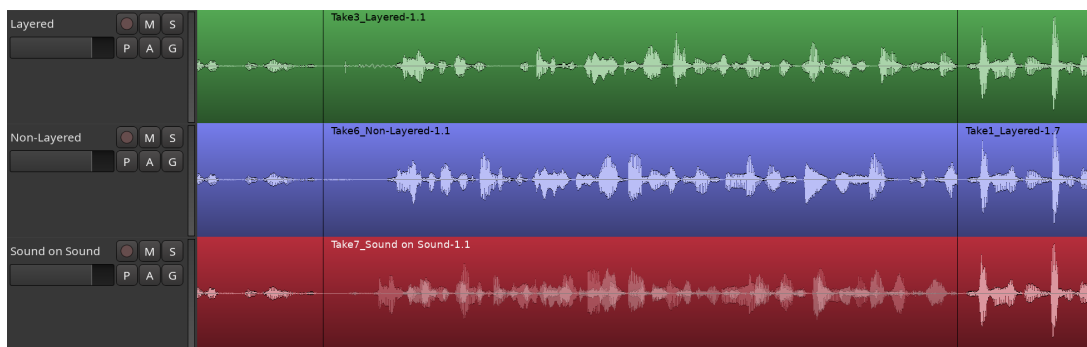 Layered M S Take3_Layered-1.1
P A G
Non-Layered M S Take6_Non-Layered-1.1 Take1_Layered-1.7
P A G
Sound on Sound M S Take7_Sound on Sound-1.1
P A G